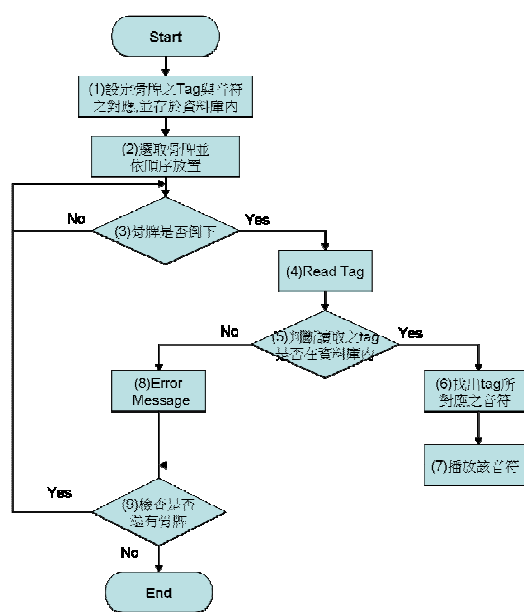 Start
(1)設定骨牌之Tag與音符
之對應,並存於資料庫內
(2)選取骨牌並
依順序放置
No
Yes
(3)骨牌是否倒下
(4)Read Tag
No
(5)判斷讀取之tag
是否在資料庫內
Yes
(8)Error
Message
(6)找出tag所
對應之音符
(7)播放該音符
Yes
(9)檢查是否
還有骨牌
No
End